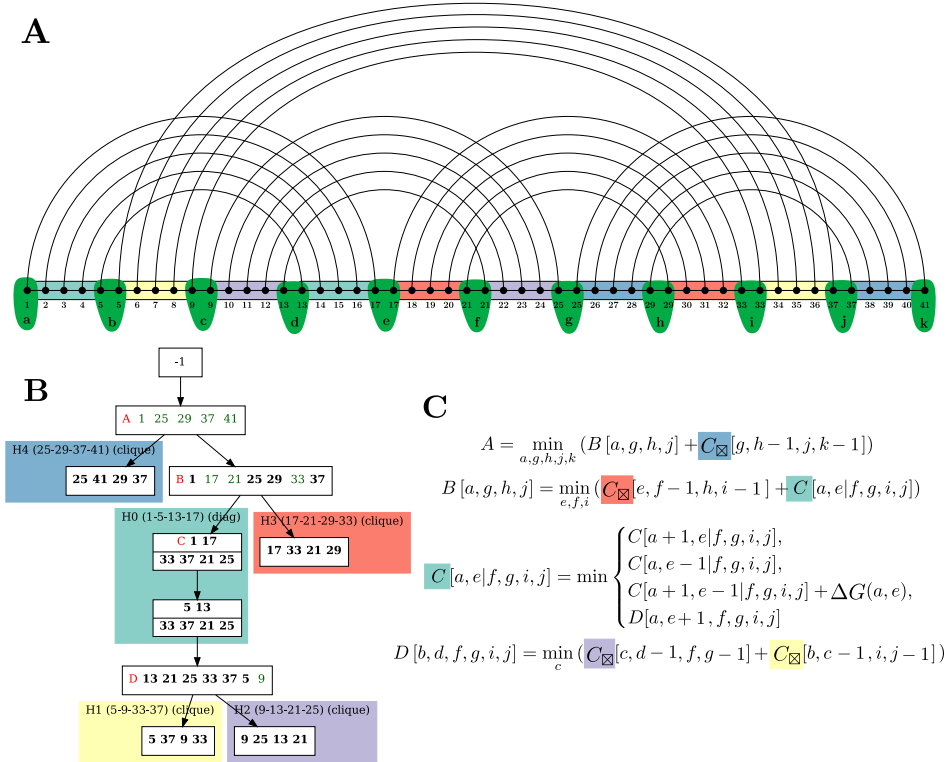 A
1 2 3 4 5 5 6 7 8 9 9 10 11 12 13 13 14 15 16 17 17 18 19 20 21 21 22 23 24 25 25 26 27 28 29 29 30 31 32 33 33 34 35 36 37 37 38 39 40 41
a b c d e f g h i j k
B
-1
A 1 25 29 37 41
H4 (25-29-37-41) (clique)
25 41 29 37
B 1 17 21 25 29 33 37
H0 (1-5-13-17) (diag)
C 1 17
33 37 21 25
5 13
33 37 21 25
H3 (17-21-29-33) (clique)
17 33 21 29
D 13 21 25 33 37 5 9
H1 (5-9-33-37) (clique)
5 37 9 33
H2 (9-13-21-25) (clique)
9 25 13 21
C
A = min_{a,g,h,j,k} (B[a, g, h, j] + C_⊠[g, h−1, j, k−1])
B[a, g, h, j] = min_{e,f,i} (C_⊠[e, f−1, h, i−1] + C[a, e|f, g, i, j])
C[a, e|f, g, i, j] = min {
C[a+1, e|f, g, i, j],
C[a, e−1|f, g, i, j],
C[a+1, e−1|f, g, i, j] + ΔG(a, e),
D[a, e+1, f, g, i, j]
D[b, d, f, g, i, j] = min_c (C_⊠[c, d−1, f, g−1] + C_⊠[b, c−1, i, j−1])